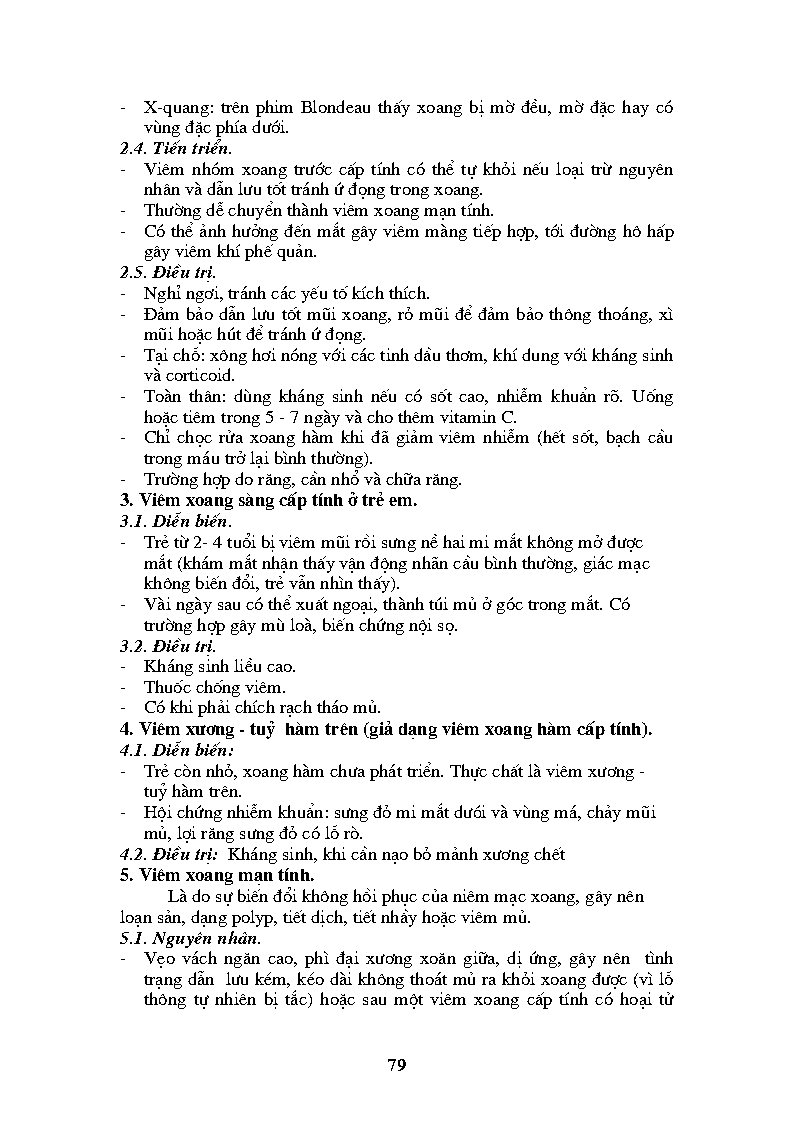 - X-quang: trên phim Blondeau thấy xoang bị mờ đều, mờ đặc hay có
vùng đặc phía dưới.
2.4. Tiến triển.
- Viêm nhóm xoang trước cấp tính có thể tự khỏi nếu loại trừ nguyên
nhân và dẫn lưu tốt tránh ứ đọng trong xoang.
- Thường dễ chuyển thành viêm xoang mạn tính.
- Có thể ảnh hưởng đến mắt gây viêm màng tiếp hợp, tới đường hô hấp
gây viêm khí phế quản.
2.5. Điều trị.
- Nghỉ ngơi, tránh các yếu tố kích thích.
- Đảm bảo dẫn lưu tốt mũi xoang, rỏ mũi để đảm bảo thông thoáng, xì
mũi hoặc hút để tránh ứ đọng.
- Tại chỗ: xông hơi nóng với các tinh dầu thơm, khí dung với kháng sinh
và corticoid.
- Toàn thân: dùng kháng sinh nếu có sốt cao, nhiễm khuẩn rõ. Uống
hoặc tiêm trong 5 - 7 ngày và cho thêm vitamin C.
- Chỉ chọc rửa xoang hàm khi đã giảm viêm nhiễm (hết sốt, bạch cầu
trong máu trở lại bình thường).
- Trường hợp do răng, cần nhổ và chữa răng.
3. Viêm xoang sàng cấp tính ở trẻ em.
3.1. Diễn biến.
- Trẻ từ 2- 4 tuổi bị viêm mũi rồi sưng nề hai mi mắt không mở được
mắt (khám mắt nhận thấy vận động nhãn cầu bình thường, giác mạc
không biến đổi, trẻ vẫn nhìn thấy).
- Vài ngày sau có thể xuất ngoại, thành túi mủ ở góc trong mắt. Có
trường hợp gây mù loà, biến chứng nội sọ.
3.2. Điều trị.
- Kháng sinh liều cao.
- Thuốc chống viêm.
- Có khi phải chích rạch tháo mủ.
4. Viêm xương - tuỷ hàm trên (giả dạng viêm xoang hàm cấp tính).
4.1. Diễn biến:
- Trẻ còn nhỏ, xoang hàm chưa phát triển. Thực chất là viêm xương -
tuỷ hàm trên.
- Hội chứng nhiễm khuẩn: sưng đỏ mi mắt dưới và vùng má, chảy mũi
mủ, lợi răng sưng đỏ có lỗ rò.
4.2. Điều trị: Kháng sinh, khi cần nạo bỏ mảnh xương chết
5. Viêm xoang mạn tính.
Là do sự biến đổi không hồi phục của niêm mạc xoang, gây nên
loạn sản, dạng polyp, tiết dịch, tiết nhầy hoặc viêm mủ.
5.1. Nguyên nhân.
- Vẹo vách ngăn cao, phì đại xương xoăn giữa, dị ứng, gây nên tình
trạng dẫn lưu kém, kéo dài không thoát mủ ra khỏi xoang được (vì lỗ
thông tự nhiên bị tắc) hoặc sau một viêm xoang cấp tính có hoại tử
79